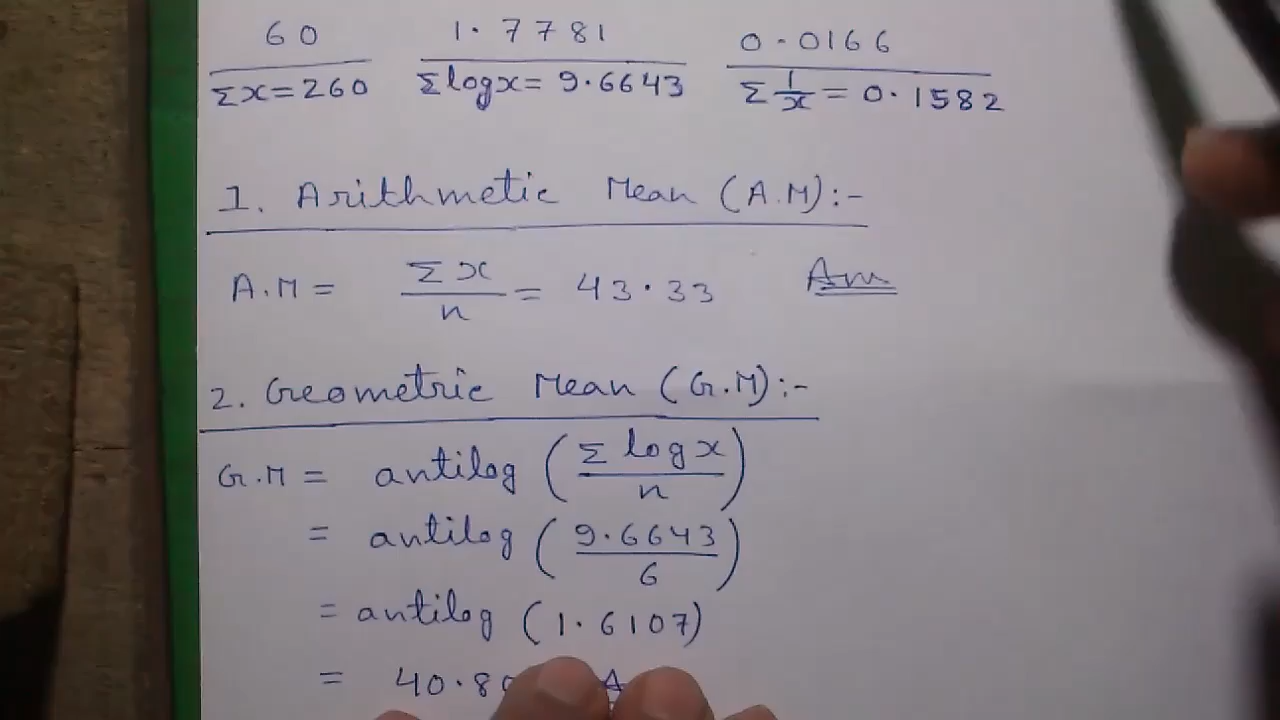 60 1.7781 0.0166
Σx=260 Σlogx= 9.6643 Σ 1/x = 0.1582
1. Arithmetic Mean (A.M):-
A.M = Σx/n = 43.33 Ans
2. Geometric Mean (G.M):-
G.M = antilog (Σ log x/n)
= antilog (9.6643/6)
= antilog (1.6107)
= 40.8